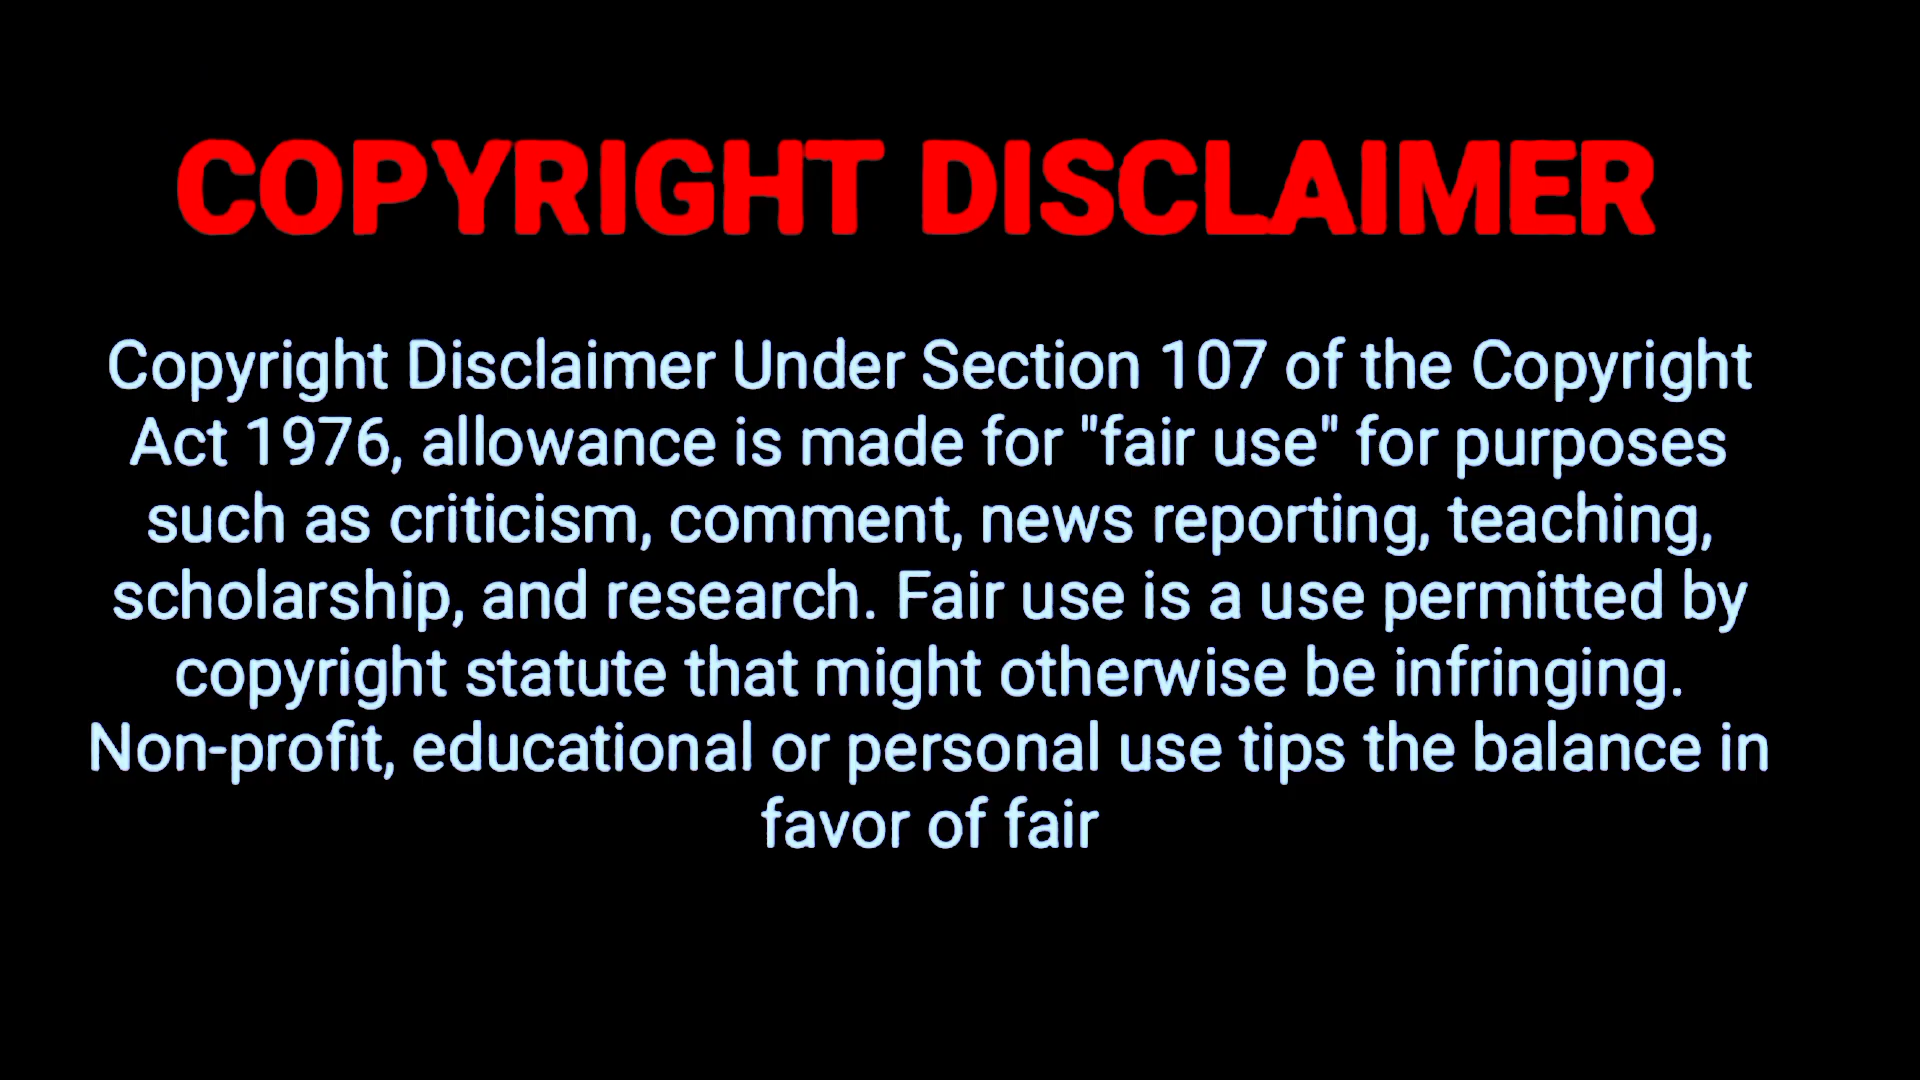 COPYRIGHT DISCLAIMER
Copyright Disclaimer Under Section 107 of the Copyright
Act 1976, allowance is made for "fair use" for purposes
such as criticism, comment, news reporting, teaching,
scholarship, and research. Fair use is a use permitted by
copyright statute that might otherwise be infringing.
Non-profit, educational or personal use tips the balance in
favor of fair